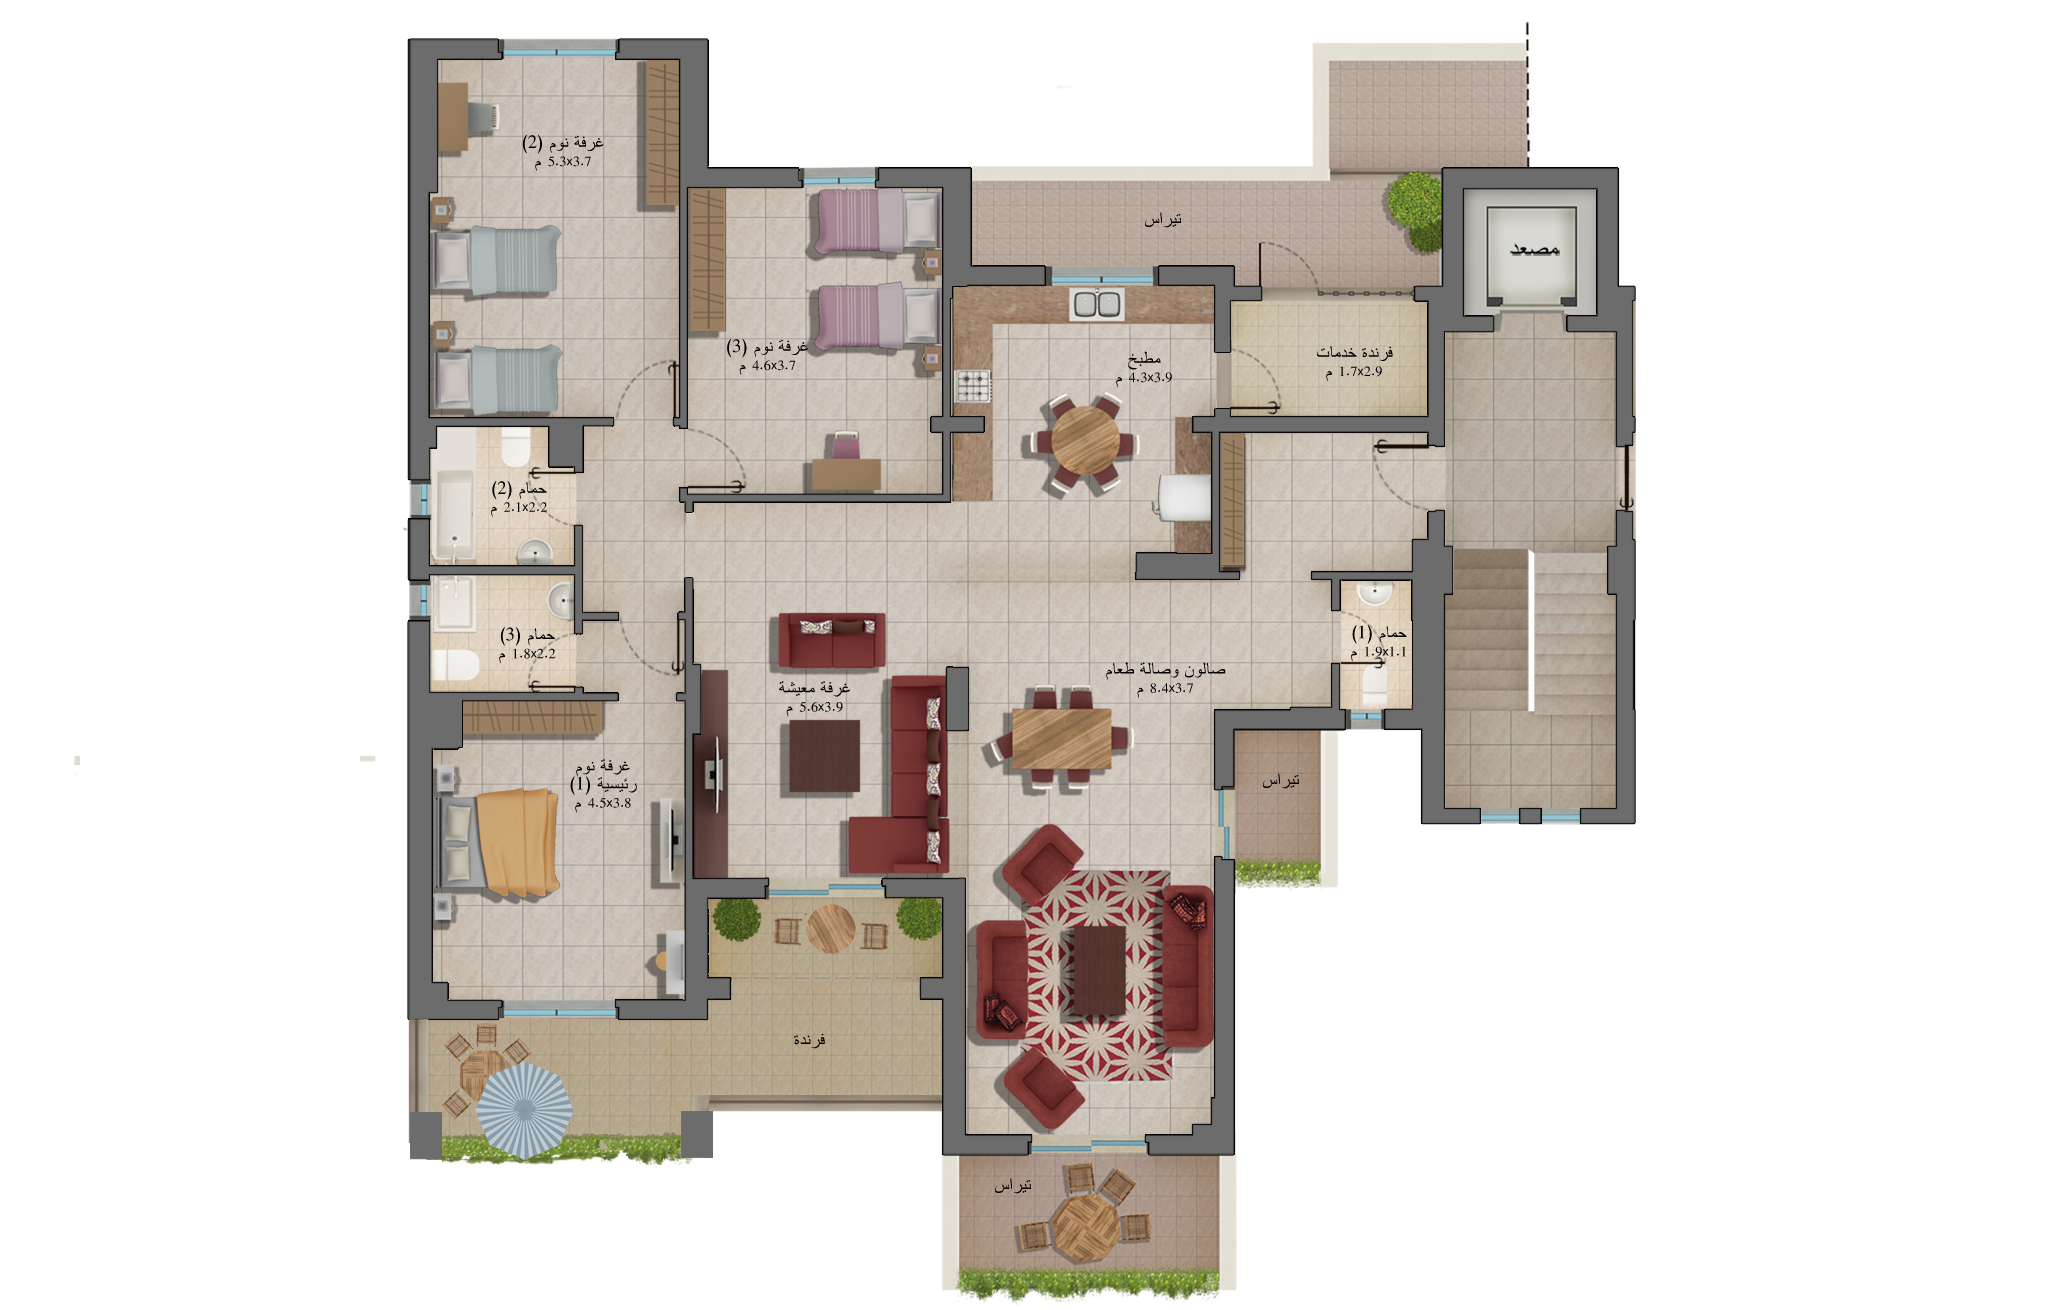 غرفة نوم (2)
5.3x3.7 م
تيراس
مصعد
غرفة نوم (3)
4.6x3.7 م
مطبخ
4.3x3.9 م
فرندة خدمات
1.7x2.9 م
حمام (2)
2.1x2.2 م
حمام (3)
1.8x2.2 م
حمام (1)
1.9x1.1 م
صالون وصالة طعام
8.4x3.7 م
غرفة معيشة
5.6x3.9 م
غرفة نوم
رئيسية (1)
4.5x3.8 م
تيراس
فرندة
تيراس